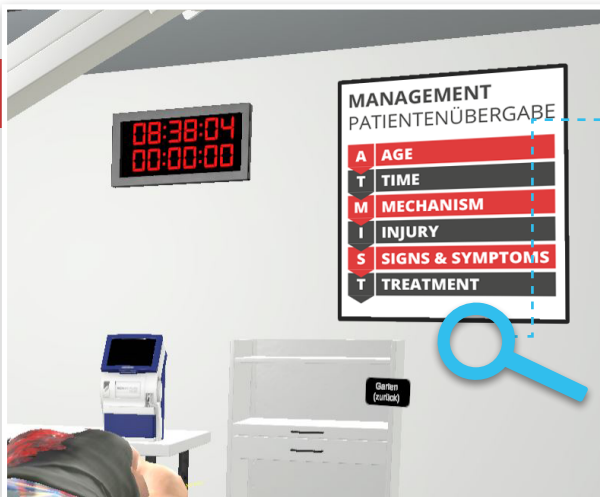 08:38:04
00:00:00
MANAGEMENT
PATIENTENÜBERGABE
A AGE
T TIME
M MECHANISM
I INJURY
S SIGNS & SYMPTOMS
T TREATMENT
Garten
(zurück)